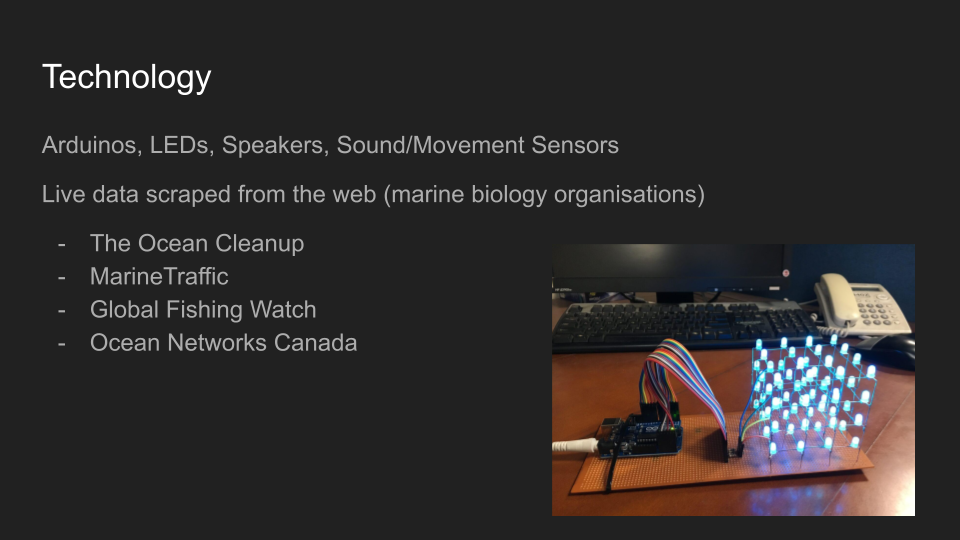 Technology
Arduinos, LEDs, Speakers, Sound/Movement Sensors
Live data scraped from the web (marine biology organisations)
- The Ocean Cleanup
- MarineTraffic
- Global Fishing Watch
- Ocean Networks Canada